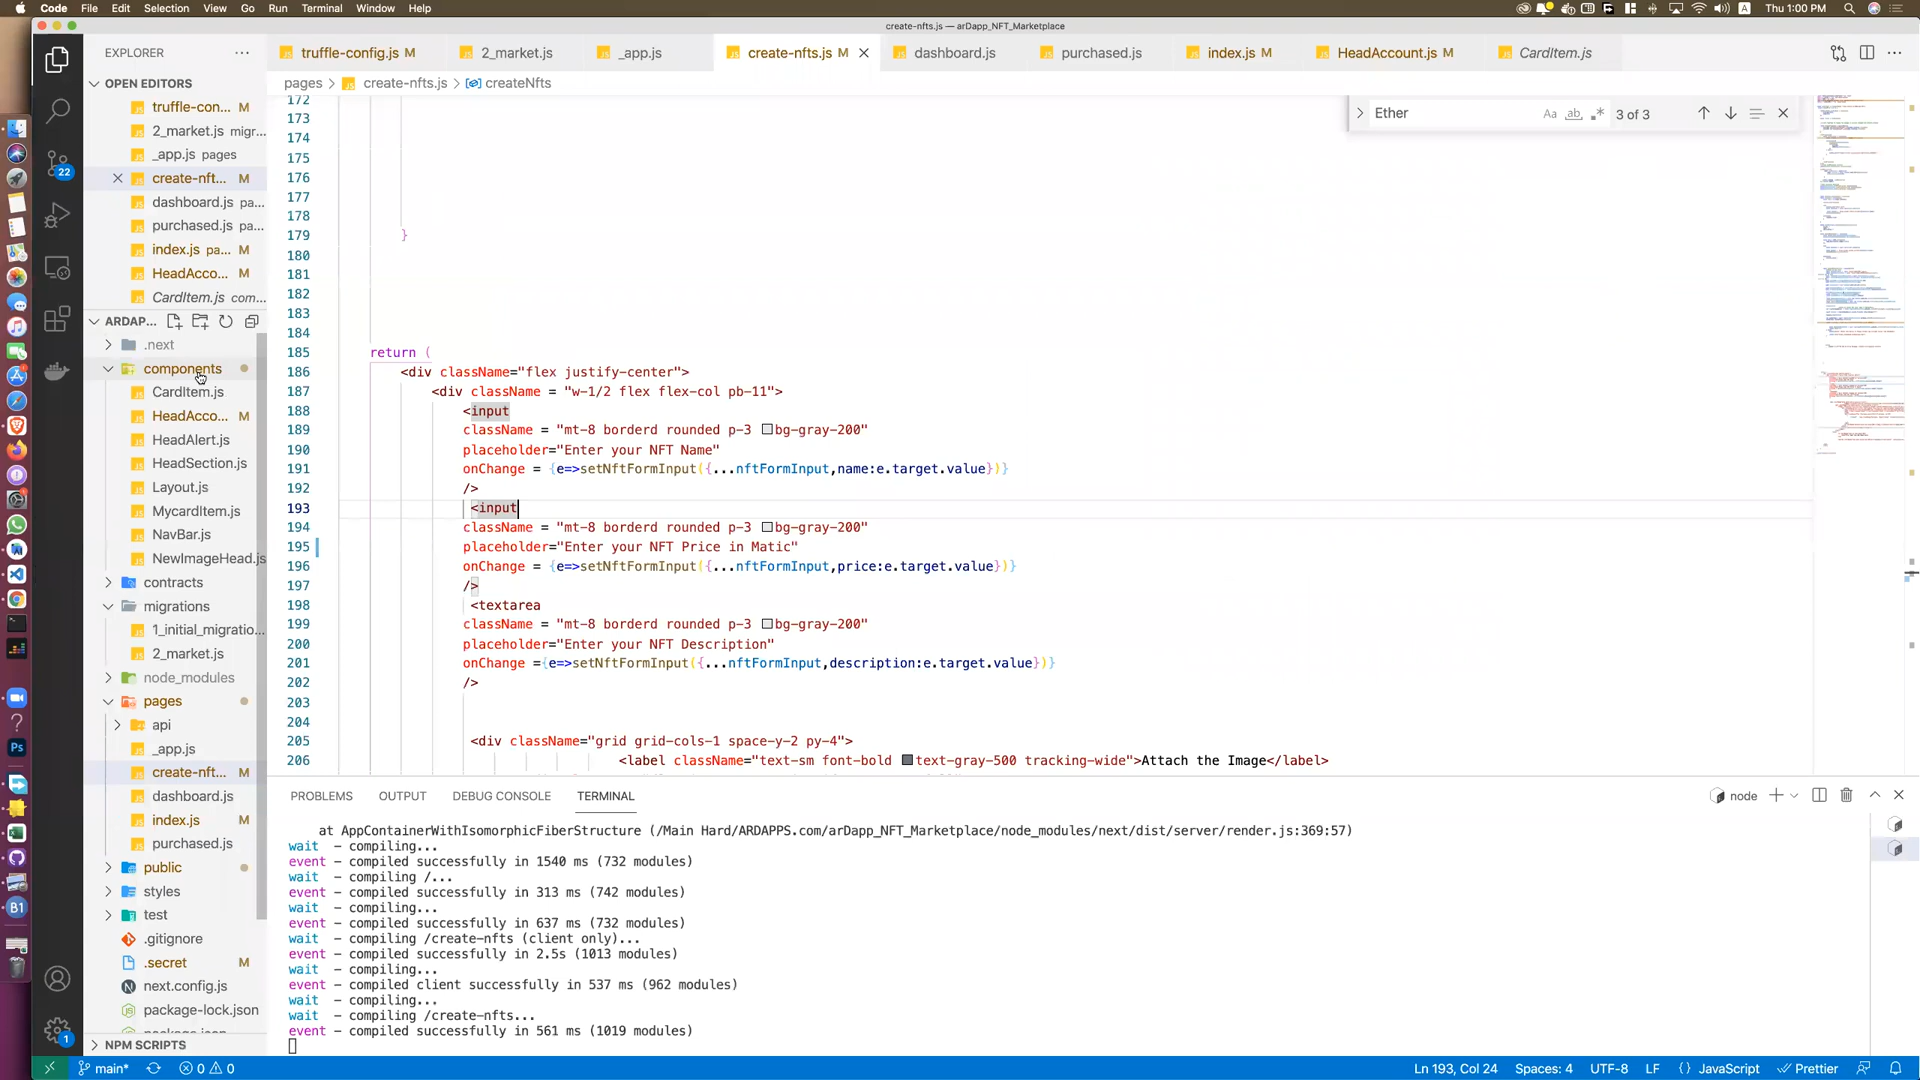 Code File Edit Selection View Go Run Terminal Window Help
A Thu 1:00 PM
create-nfts.js — arDapp_NFT_Marketplace
EXPLORER ...
truffle-config.js M
2_market.js
_app.js
create-nfts.js M
dashboard.js
purchased.js
index.js M
HeadAccount.js M
CardItem.js
OPEN EDITORS
pages > create-nfts.js > createNfts
Ether
Aa ab 3 of 3
truffle-con... M
2_market.js migr...
_app.js pages
create-nft... M
dashboard.js pa...
purchased.js pa...
index.js pa... M
HeadAcco... M
CardItem.js com...
22
ARDAP...
.next
components
CardItem.js
HeadAcco... M
HeadAlert.js
HeadSection.js
Layout.js
MycardItem.js
NavBar.js
NewImageHead.js
contracts
migrations
1_initial_migratio...
2_market.js
node_modules
pages
api
_app.js
create-nft... M
dashboard.js
index.js M
purchased.js
public
styles
test
.gitignore
.secret M
next.config.js
package-lock.json
NPM SCRIPTS
172
173
174
175
176
177
178
179 }
180
181
182
183
184
185 return (
186 <div className="flex justify-center">
187 <div className = "w-1/2 flex flex-col pb-11">
188 <input
189 className = "mt-8 borderd rounded p-3 bg-gray-200"
190 placeholder="Enter your NFT Name"
191 onChange = {e=>setNftFormInput({...nftFormInput,name:e.target.value})}
192 />
193 <input
194 className = "mt-8 borderd rounded p-3 bg-gray-200"
195 placeholder="Enter your NFT Price in Matic"
196 onChange = {e=>setNftFormInput({...nftFormInput,price:e.target.value})}
197 />
198 <textarea
199 className = "mt-8 borderd rounded p-3 bg-gray-200"
200 placeholder="Enter your NFT Description"
201 onChange ={e=>setNftFormInput({...nftFormInput,description:e.target.value})}
202 />
203
204
205 <div className="grid grid-cols-1 space-y-2 py-4">
206 <label className="text-sm font-bold text-gray-500 tracking-wide">Attach the Image</label>
PROBLEMS OUTPUT DEBUG CONSOLE TERMINAL
node
at AppContainerWithIsomorphicFiberStructure (/Main Hard/ARDAPPS.com/arDapp_NFT_Marketplace/node_modules/next/dist/server/render.js:369:57)
wait - compiling...
event - compiled successfully in 1540 ms (732 modules)
wait - compiling /...
event - compiled successfully in 313 ms (742 modules)
wait - compiling...
event - compiled successfully in 637 ms (732 modules)
wait - compiling /create-nfts (client only)...
event - compiled successfully in 2.5s (1013 modules)
wait - compiling...
event - compiled client successfully in 537 ms (962 modules)
wait - compiling...
wait - compiling /create-nfts...
event - compiled successfully in 561 ms (1019 modules)
Ps
B1
1
main* 0 0
Ln 193, Col 24 Spaces: 4 UTF-8 LF {} JavaScript Prettier